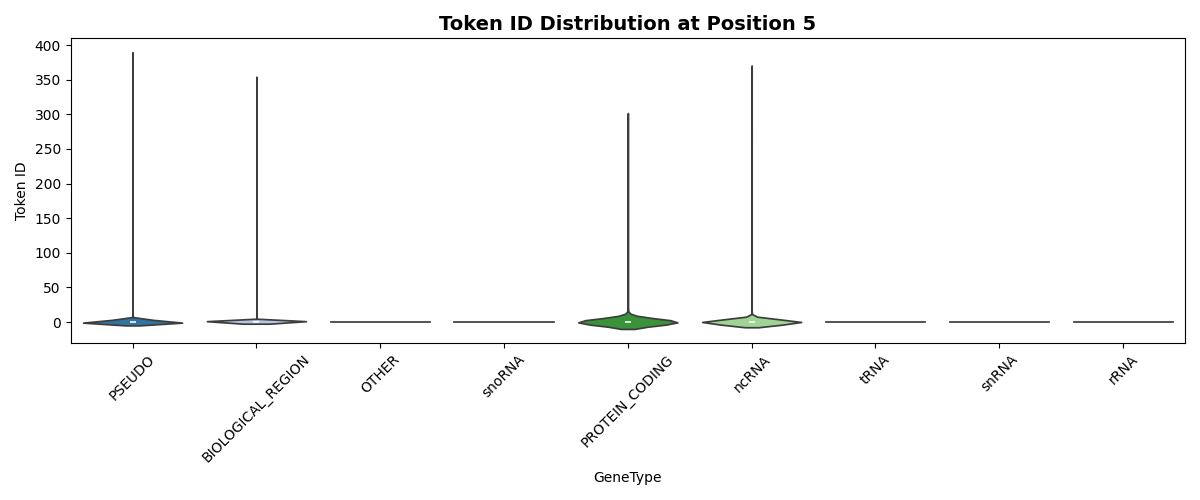 Token ID Distribution at Position 5
400
350
300
250
200
150
100
50
0
Token ID
PSEUDO
BIOLOGICAL_REGION
OTHER
snoRNA
PROTEIN_CODING
ncRNA
tRNA
snRNA
rRNA
GeneType